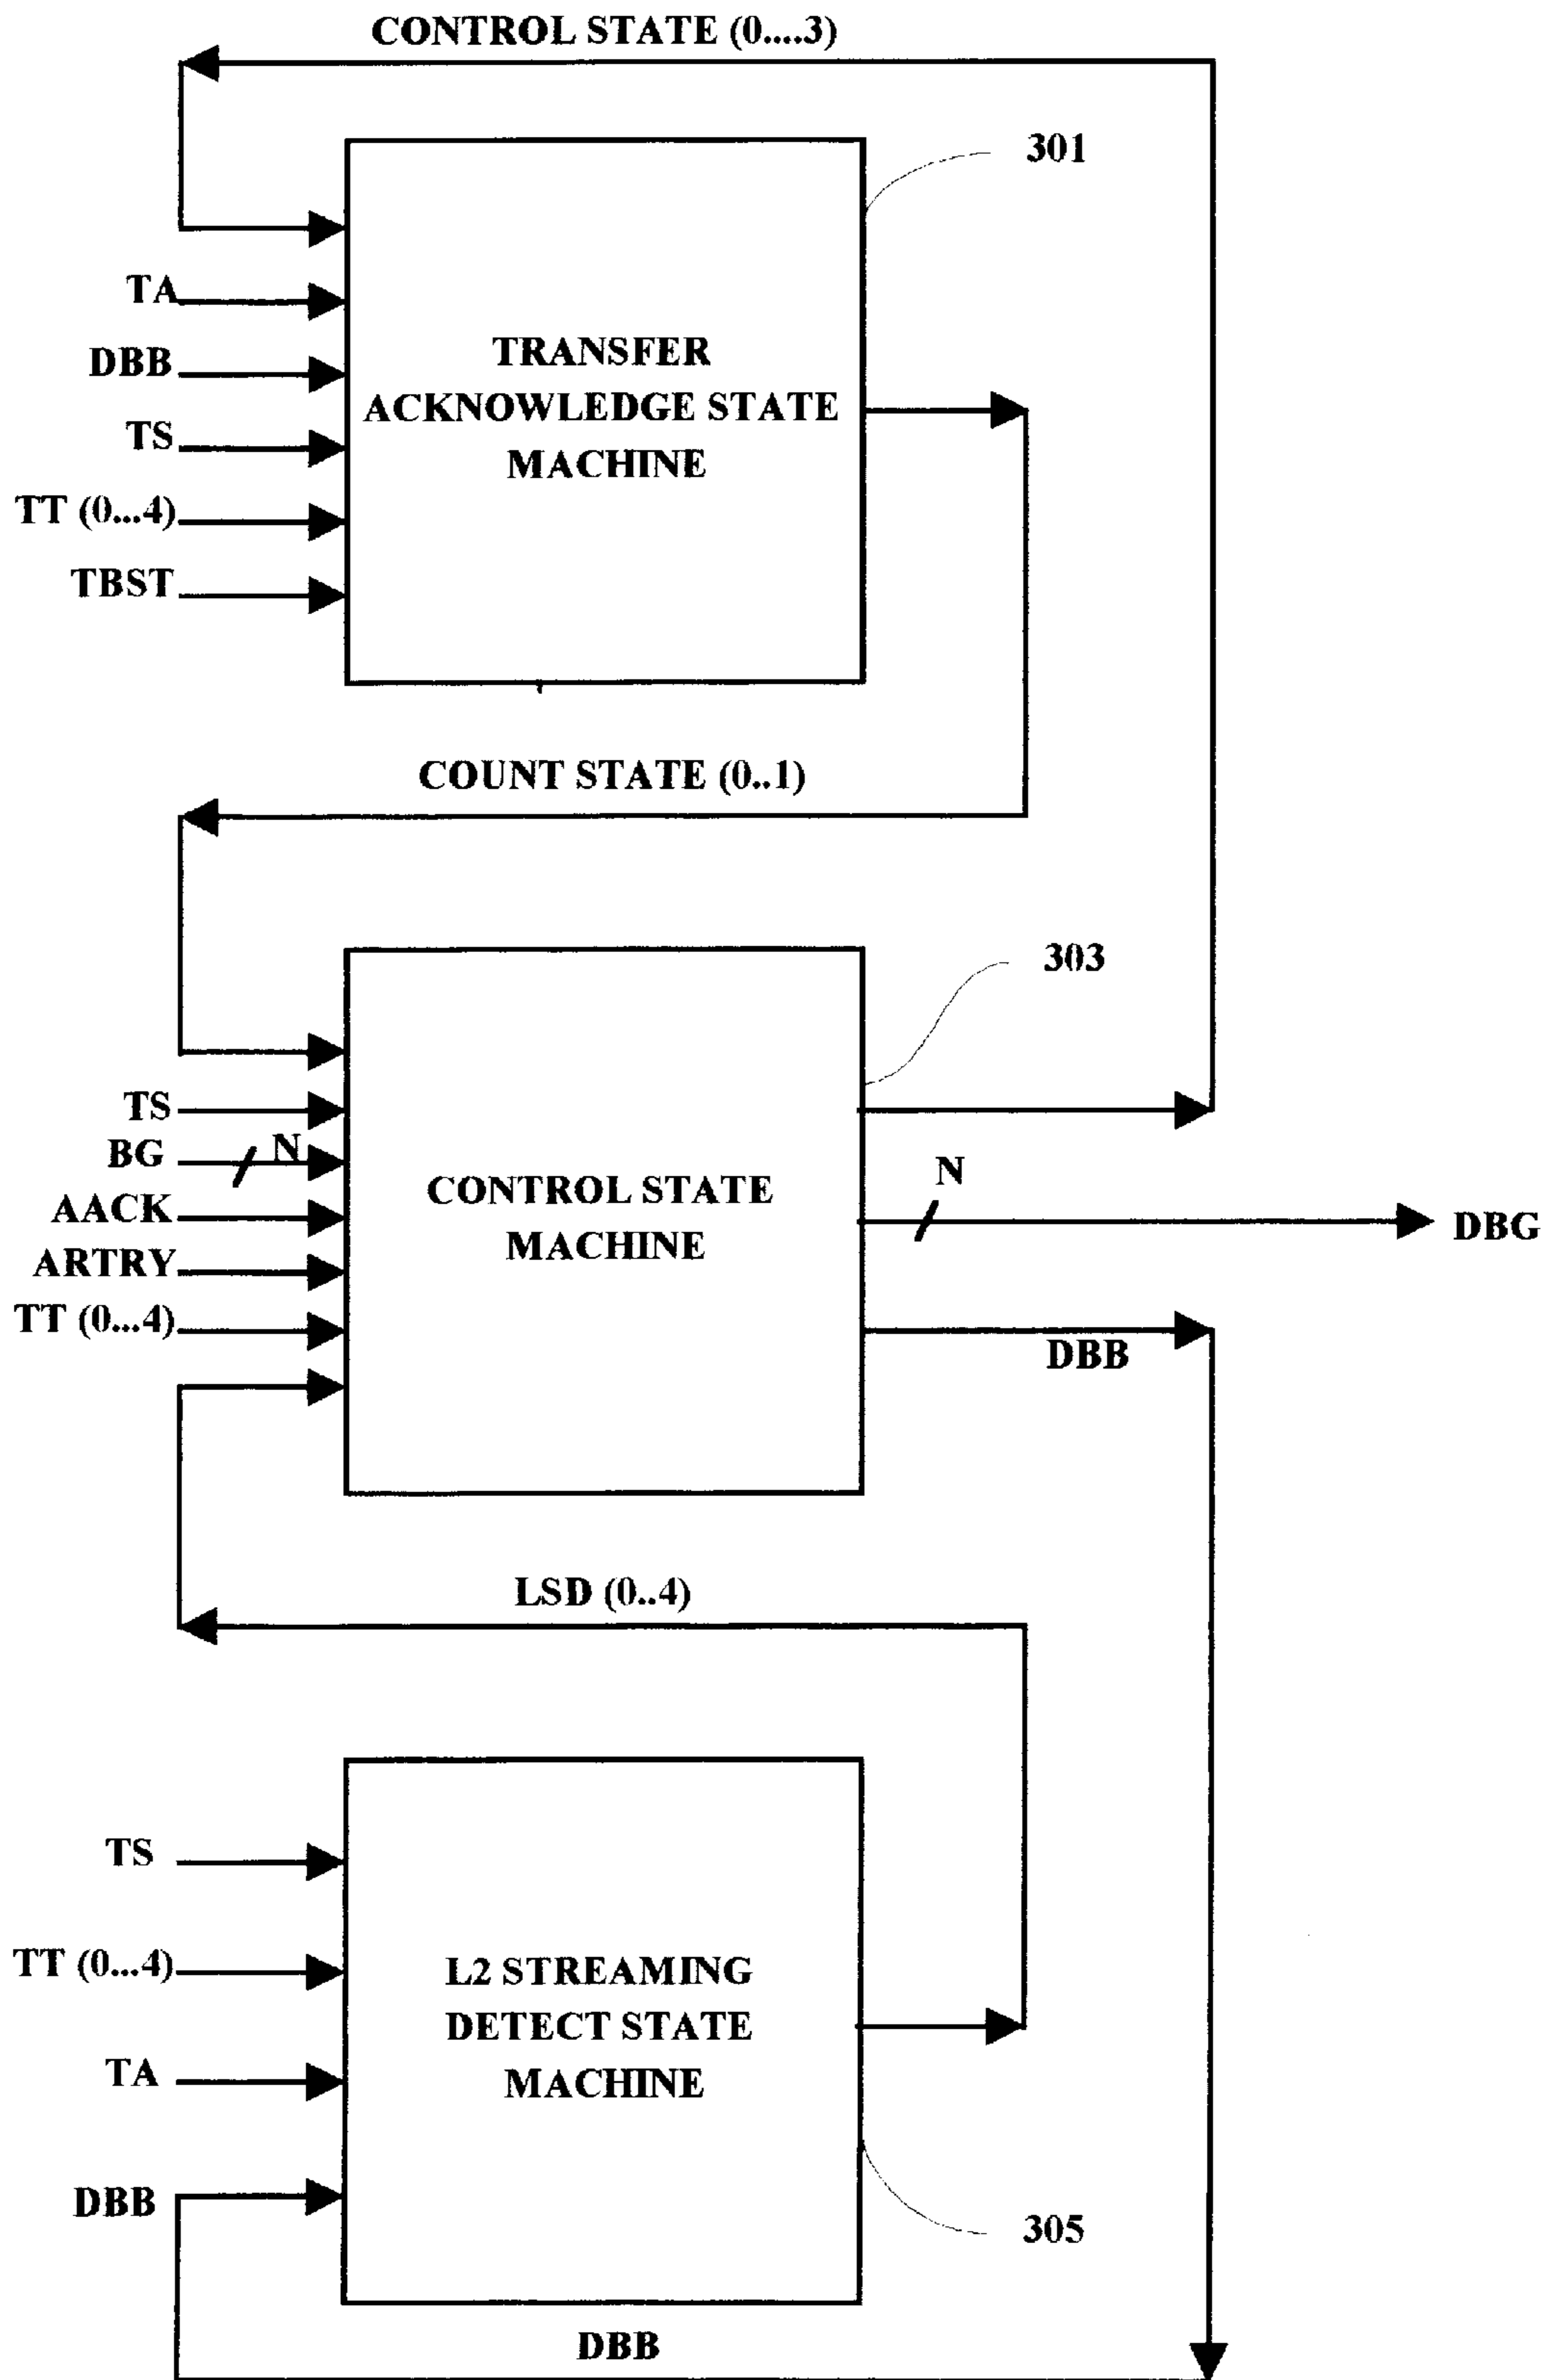 CONTROL STATE (0....3)
301
TA
DBB
TS
TT (0...4)
TBST
TRANSFER
ACKNOWLEDGE STATE
MACHINE
COUNT STATE (0..1)
303
TS
BG
N
AACK
ARTRY
TT (0...4)
CONTROL STATE
MACHINE
N
DBG
DBB
LSD (0..4)
TS
TT (0...4)
TA
DBB
L2 STREAMING
DETECT STATE
MACHINE
305
DBB